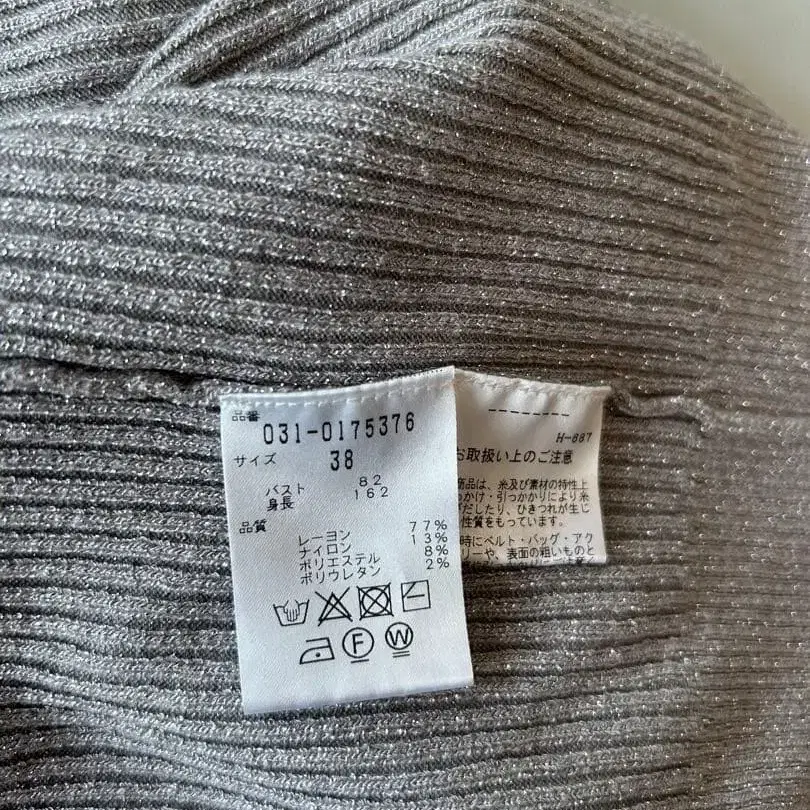 品番
031-0175376
サイズ 38
バスト 82
身長 162
品質
レーヨン 77%
ナイロン 13%
ポリエステル 8%
ポリウレタン 2%
F W
H-887
お取扱い上のご注意
商品は、糸及び素材の特性上
っかけ・引っかかりにより糸
だしたり、ひきつれが生じ
性質をもっています。
時にベルト・バッグ・アク
リーや、表面の粗いものと